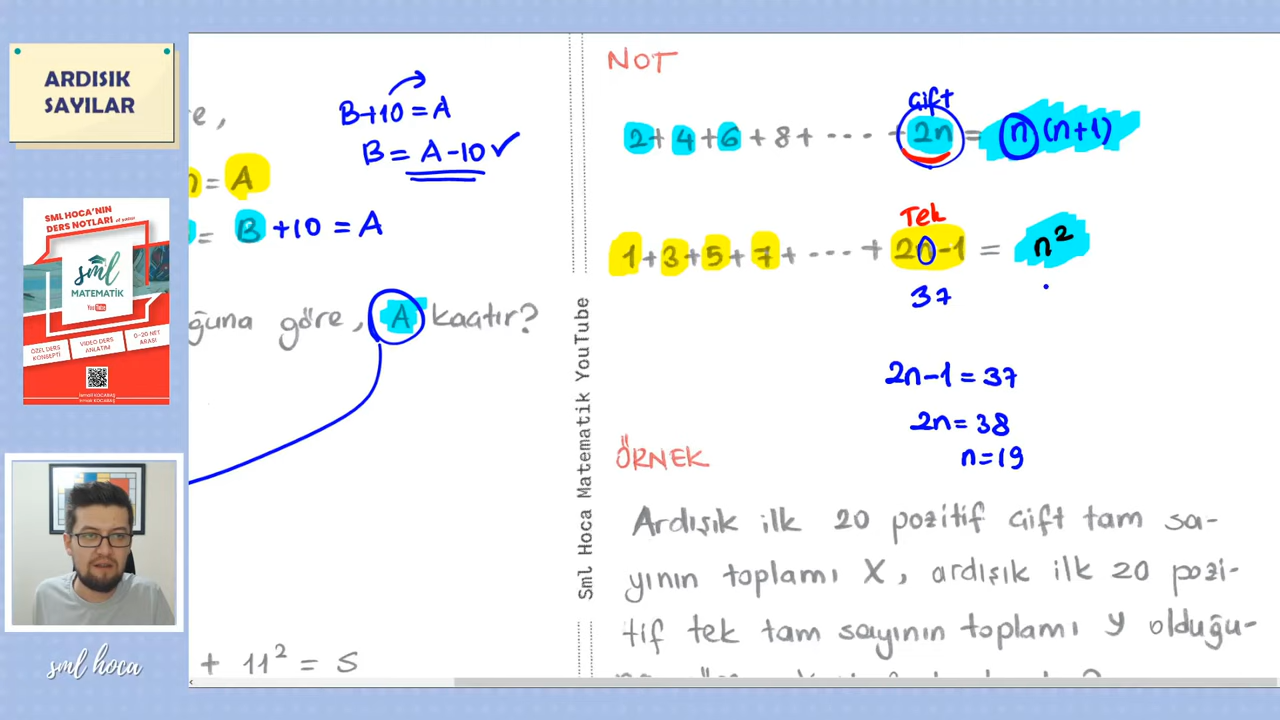 ARDISIK
SAYILAR
SML HOCA'NIN
DERS NOTLARI
sml
MATEMATİK
YouTube
ÖZEL DERS
KONSEPTİ
VIDEO DERS
ANLATIM
0-20 NET
ARASI
sml hoca
B+10 = A
B = A-10 ✓
= A
= B +10 = A
ğuna göre, A kaçtır?
+ 11² = S
Sml Hoca Matematik YouTube
NOT
Çift
2+4+6+8+ ... +2n = n(n+1)
Tek
1+3+5+7+ ... + 2n-1 = n²
37
2n-1 = 37
2n = 38
n=19
ÖRNEK
Ardışık ilk 20 pozitif çift tam sa-
yının toplamı X, ardışık ilk 20 pozi-
tif tek tam sayının toplamı y olduğu-